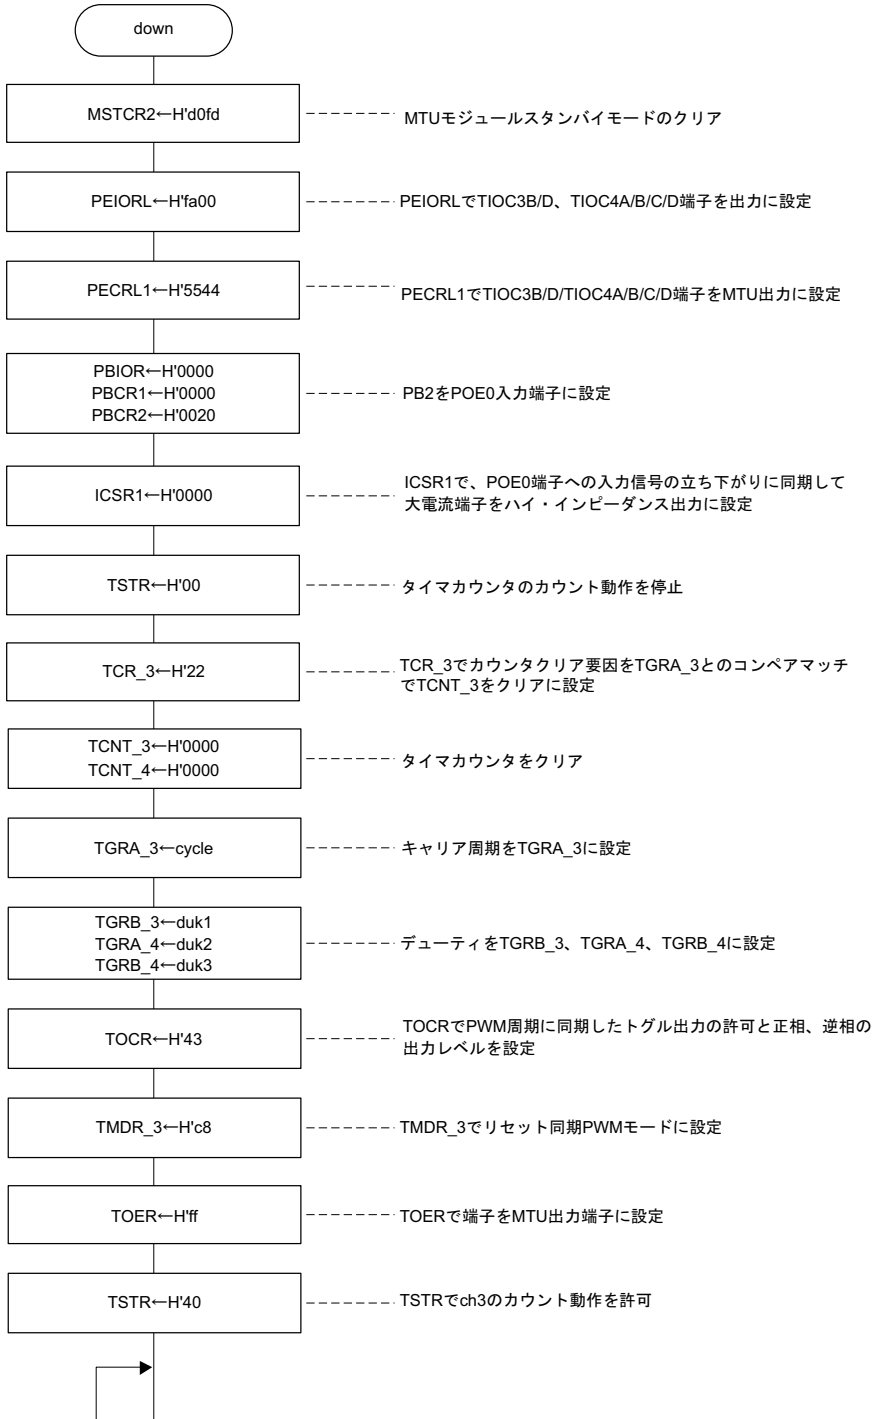 down
MSTCR2←H'd0fd
MTUモジュールスタンバイモードのクリア
PEIORL←H'fa00
PEIORLでTIOC3B/D、TIOC4A/B/C/D端子を出力に設定
PECRL1←H'5544
PECRL1でTIOC3B/D/TIOC4A/B/C/D端子をMTU出力に設定
PBIOR←H'0000
PBCR1←H'0000
PBCR2←H'0020
PB2をPOE0入力端子に設定
ICSR1←H'0000
ICSR1で、POE0端子への入力信号の立ち下がりに同期して
大電流端子をハイ・インピーダンス出力に設定
TSTR←H'00
タイマカウンタのカウント動作を停止
TCR_3←H'22
TCR_3でカウンタクリア要因をTGRA_3とのコンペアマッチ
でTCNT_3をクリアに設定
TCNT_3←H'0000
TCNT_4←H'0000
タイマカウンタをクリア
TGRA_3←cycle
キャリア周期をTGRA_3に設定
TGRB_3←duk1
TGRA_4←duk2
TGRB_4←duk3
デューティをTGRB_3、TGRA_4、TGRB_4に設定
TOCR←H'43
TOCRでPWM周期に同期したトグル出力の許可と正相、逆相の
出力レベルを設定
TMDR_3←H'c8
TMDR_3でリセット同期PWMモードに設定
TOER←H'ff
TOERで端子をMTU出力端子に設定
TSTR←H'40
TSTRでch3のカウント動作を許可